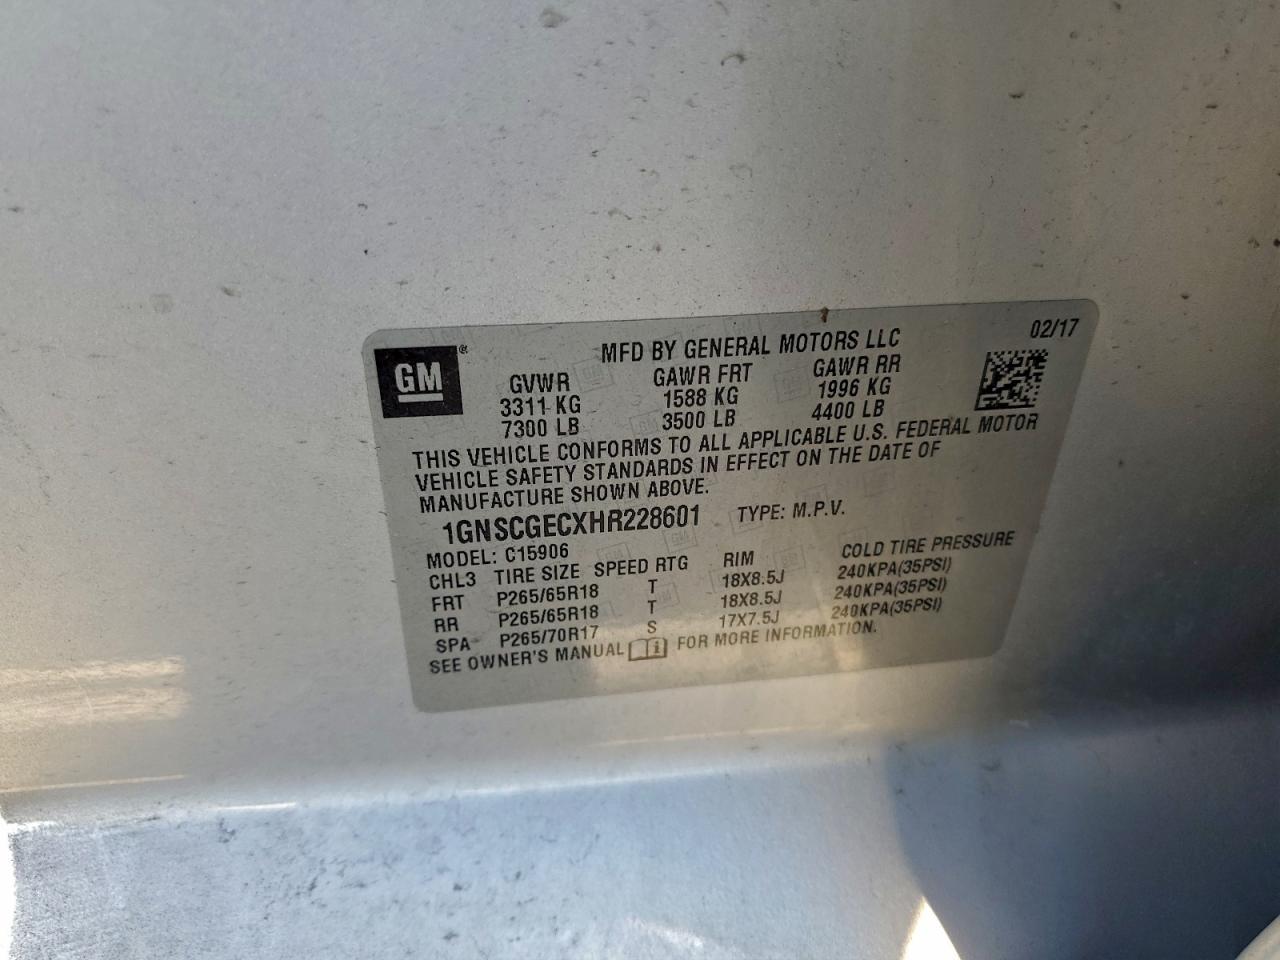 GM®
MFD BY GENERAL MOTORS LLC 02/17
GVWR GAWR FRT GAWR RR
3311 KG 1588 KG 1996 KG
7300 LB 3500 LB 4400 LB
THIS VEHICLE CONFORMS TO ALL APPLICABLE U.S. FEDERAL MOTOR
VEHICLE SAFETY STANDARDS IN EFFECT ON THE DATE OF
MANUFACTURE SHOWN ABOVE.
1GNSCGECXHR228601 TYPE: M.P.V.
MODEL: C15906
CHL3 TIRE SIZE SPEED RTG RIM COLD TIRE PRESSURE
FRT P265/65R18 T 18X8.5J 240KPA(35PSI)
RR P265/65R18 T 18X8.5J 240KPA(35PSI)
SPA P265/70R17 S 17X7.5J 240KPA(35PSI)
SEE OWNER'S MANUAL FOR MORE INFORMATION.